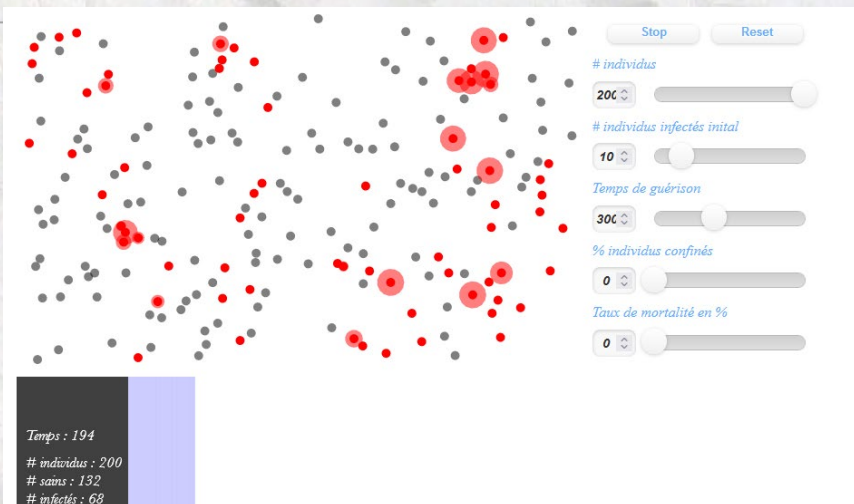 Stop Reset
# individus
200
# individus infectés inital
10
Temps de guérison
300
% individus confinés
0
Taux de mortalité en %
0
Temps : 194
# individus : 200
# sains : 132
# infectés : 68